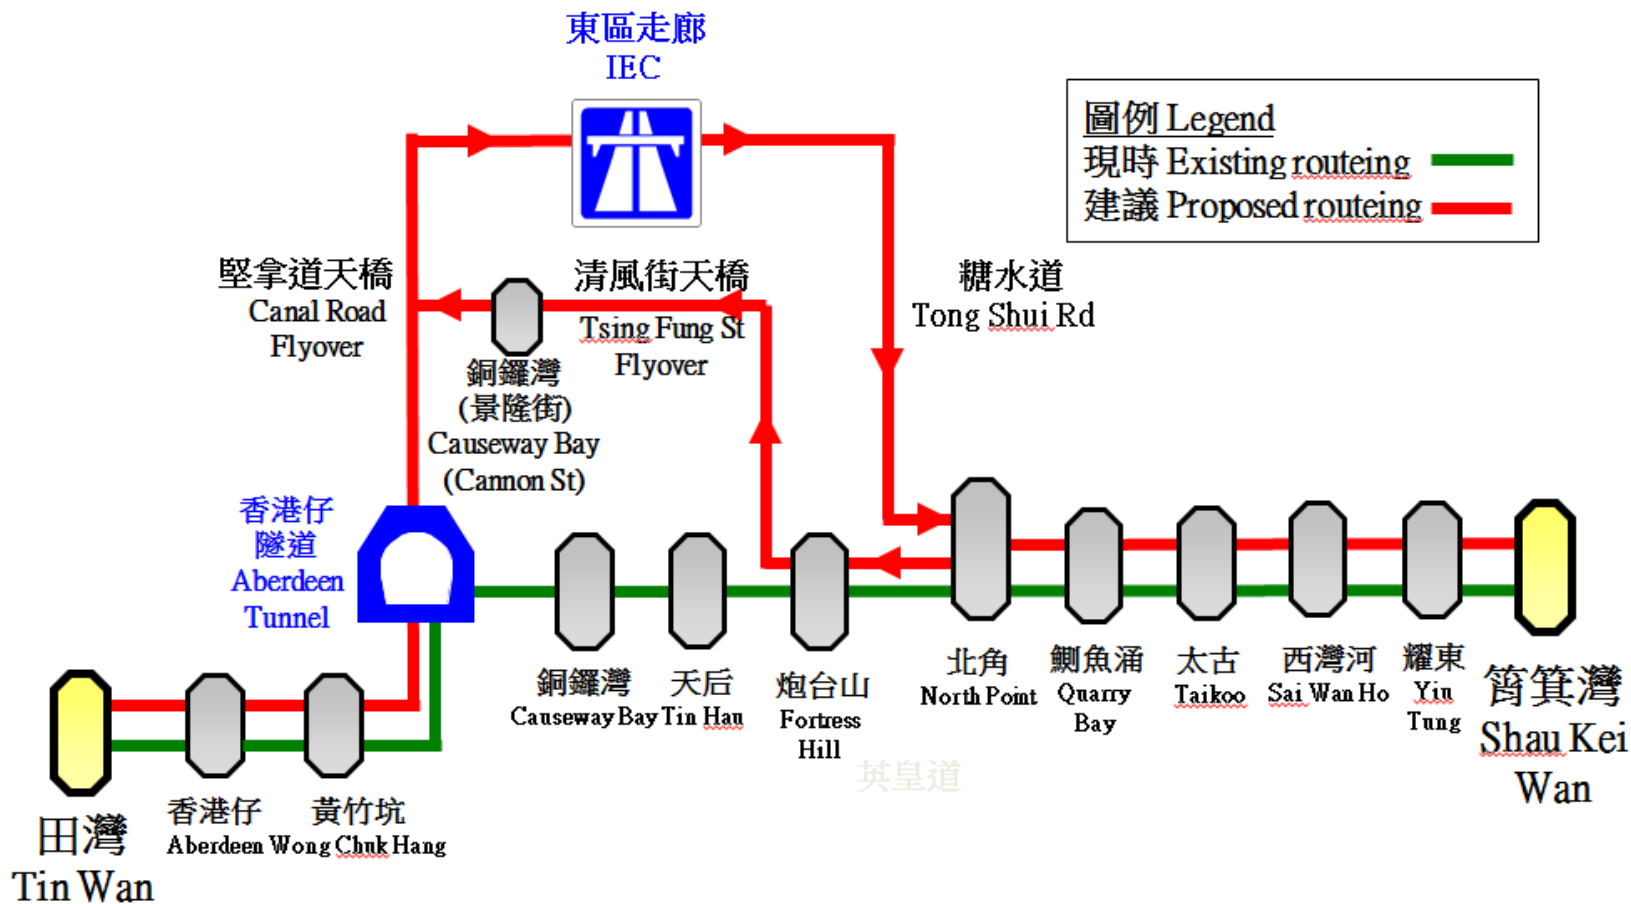 東區走廊
IEC
圖例 Legend
現時 Existing routeing
建議 Proposed routeing
堅拿道天橋
Canal Road
Flyover
清風街天橋
Tsing Fung St
Flyover
糖水道
Tong Shui Rd
銅鑼灣
(景隆街)
Causeway Bay
(Cannon St)
香港仔
隧道
Aberdeen
Tunnel
銅鑼灣
Causeway Bay
天后
Tin Hau
炮台山
Fortress
Hill
北角
North Point
鰂魚涌
Quarry
Bay
太古
Taikoo
西灣河
Sai Wan Ho
耀東
Yiu
Tung
筲箕灣
Shau Kei
Wan
英皇道
田灣
Tin Wan
香港仔
Aberdeen
黃竹坑
Wong Chuk Hang